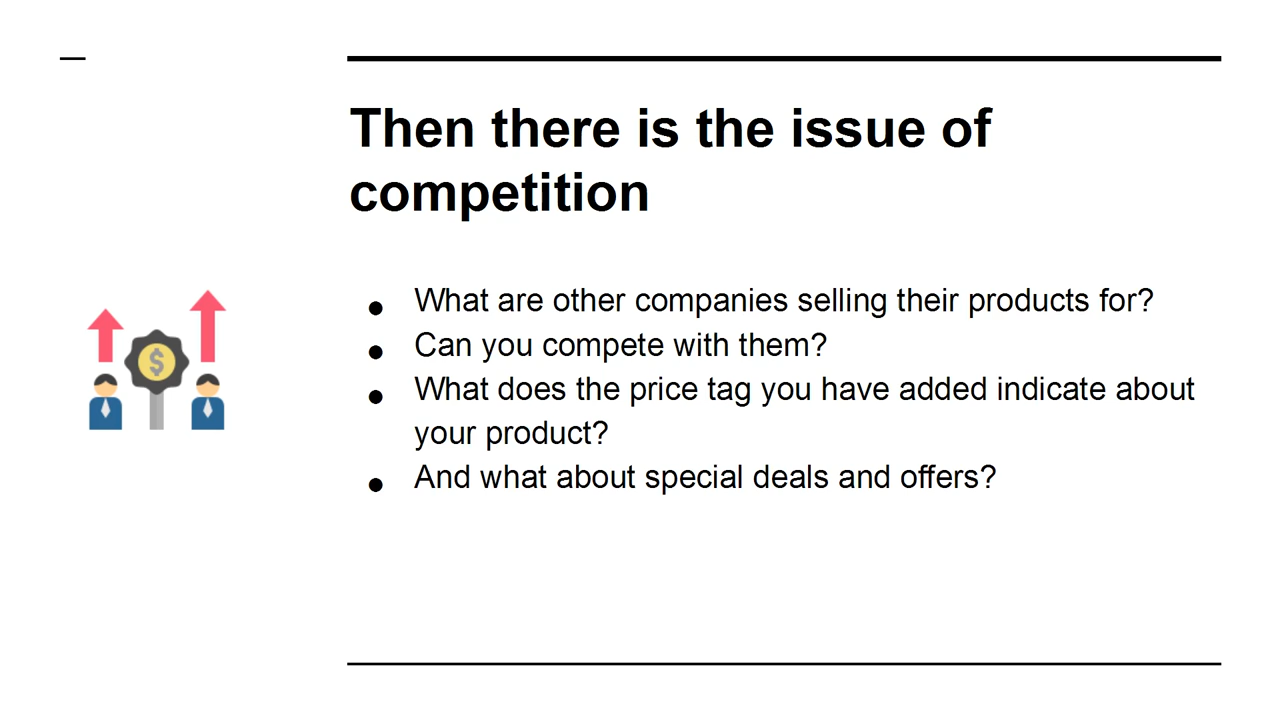 Then there is the issue of
competition
● What are other companies selling their products for?
● Can you compete with them?
● What does the price tag you have added indicate about
your product?
● And what about special deals and offers?
$